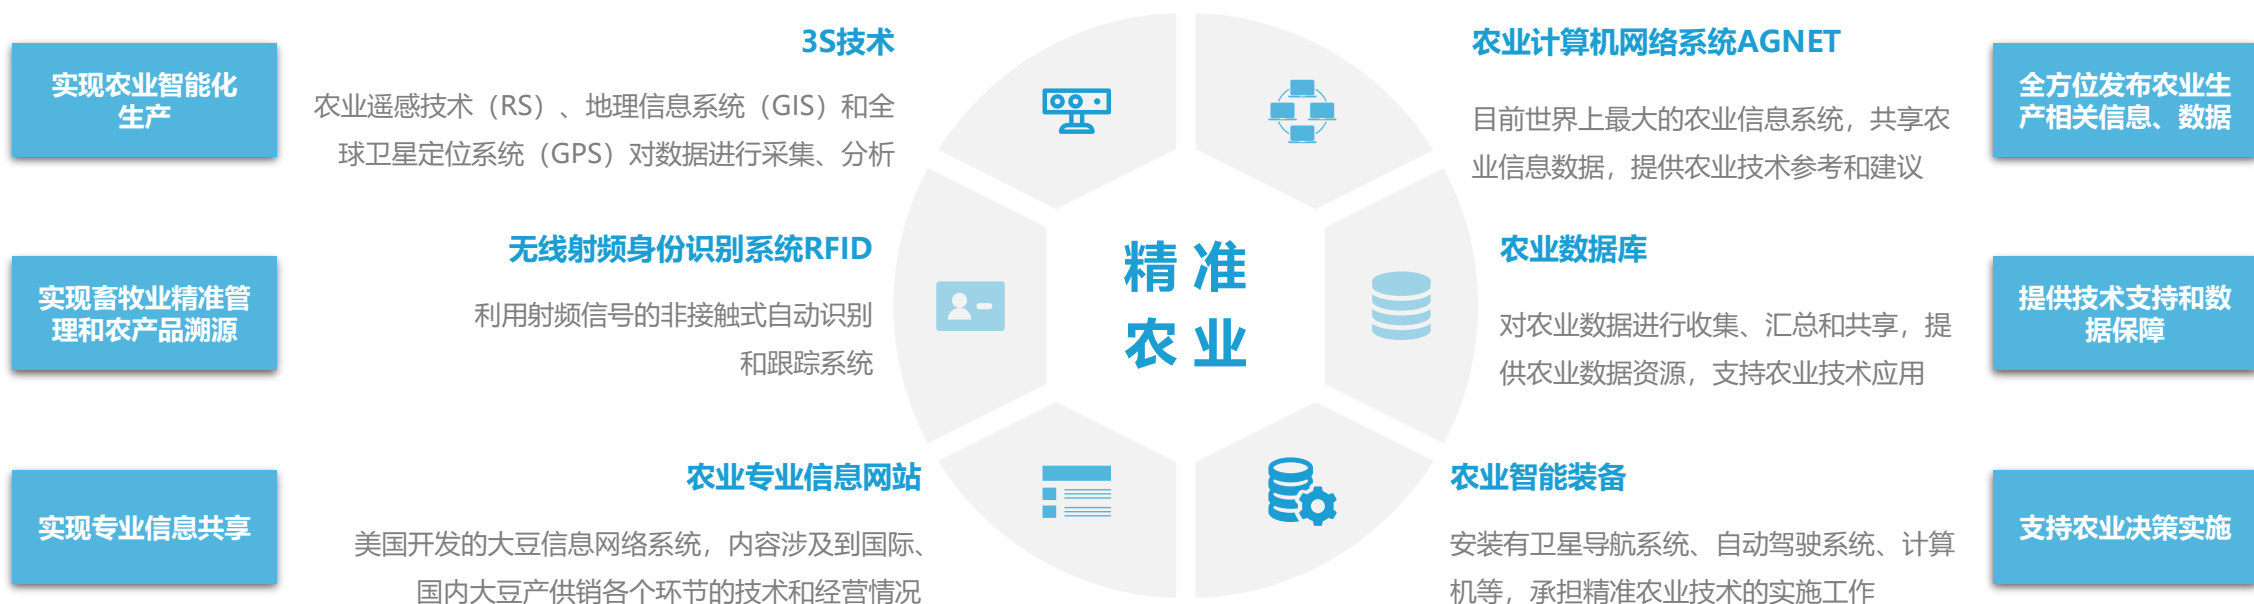 实现农业智能化
生产
3S技术
农业遥感技术（RS）、地理信息系统（GIS）和全
球卫星定位系统（GPS）对数据进行采集、分析
实现畜牧业精准管
理和农产品溯源
无线射频身份识别系统RFID
利用射频信号的非接触式自动识别
和跟踪系统
实现专业信息共享
农业专业信息网站
美国开发的大豆信息网络系统，内容涉及到国际、
国内大豆产供销各个环节的技术和经营情况
精准
农业
农业计算机网络系统AGNET
目前世界上最大的农业信息系统，共享农
业信息数据，提供农业技术参考和建议
全方位发布农业生
产相关信息、数据
农业数据库
对农业数据进行收集、汇总和共享，提
供农业数据资源，支持农业技术应用
提供技术支持和数
据保障
农业智能装备
安装有卫星导航系统、自动驾驶系统、计算
机等，承担精准农业技术的实施工作
支持农业决策实施